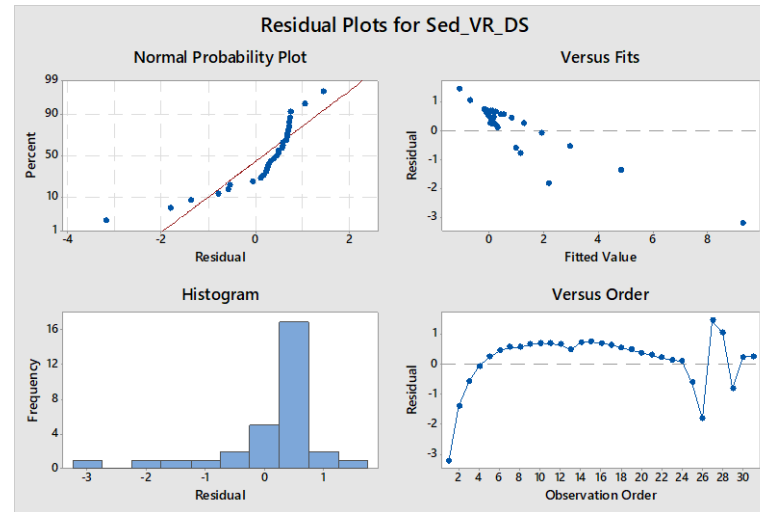 Residual Plots for Sed_VR_DS
Normal Probability Plot
99
90
50
10
1
Percent
-4 -2 0 2
Residual
Versus Fits
1
0
-1
-2
-3
Residual
0 2 4 6 8
Fitted Value
Histogram
16
12
8
4
0
Frequency
-3 -2 -1 0 1
Residual
Versus Order
1
0
-1
-2
-3
Residual
2 4 6 8 10 12 14 16 18 20 22 24 26 28 30
Observation Order